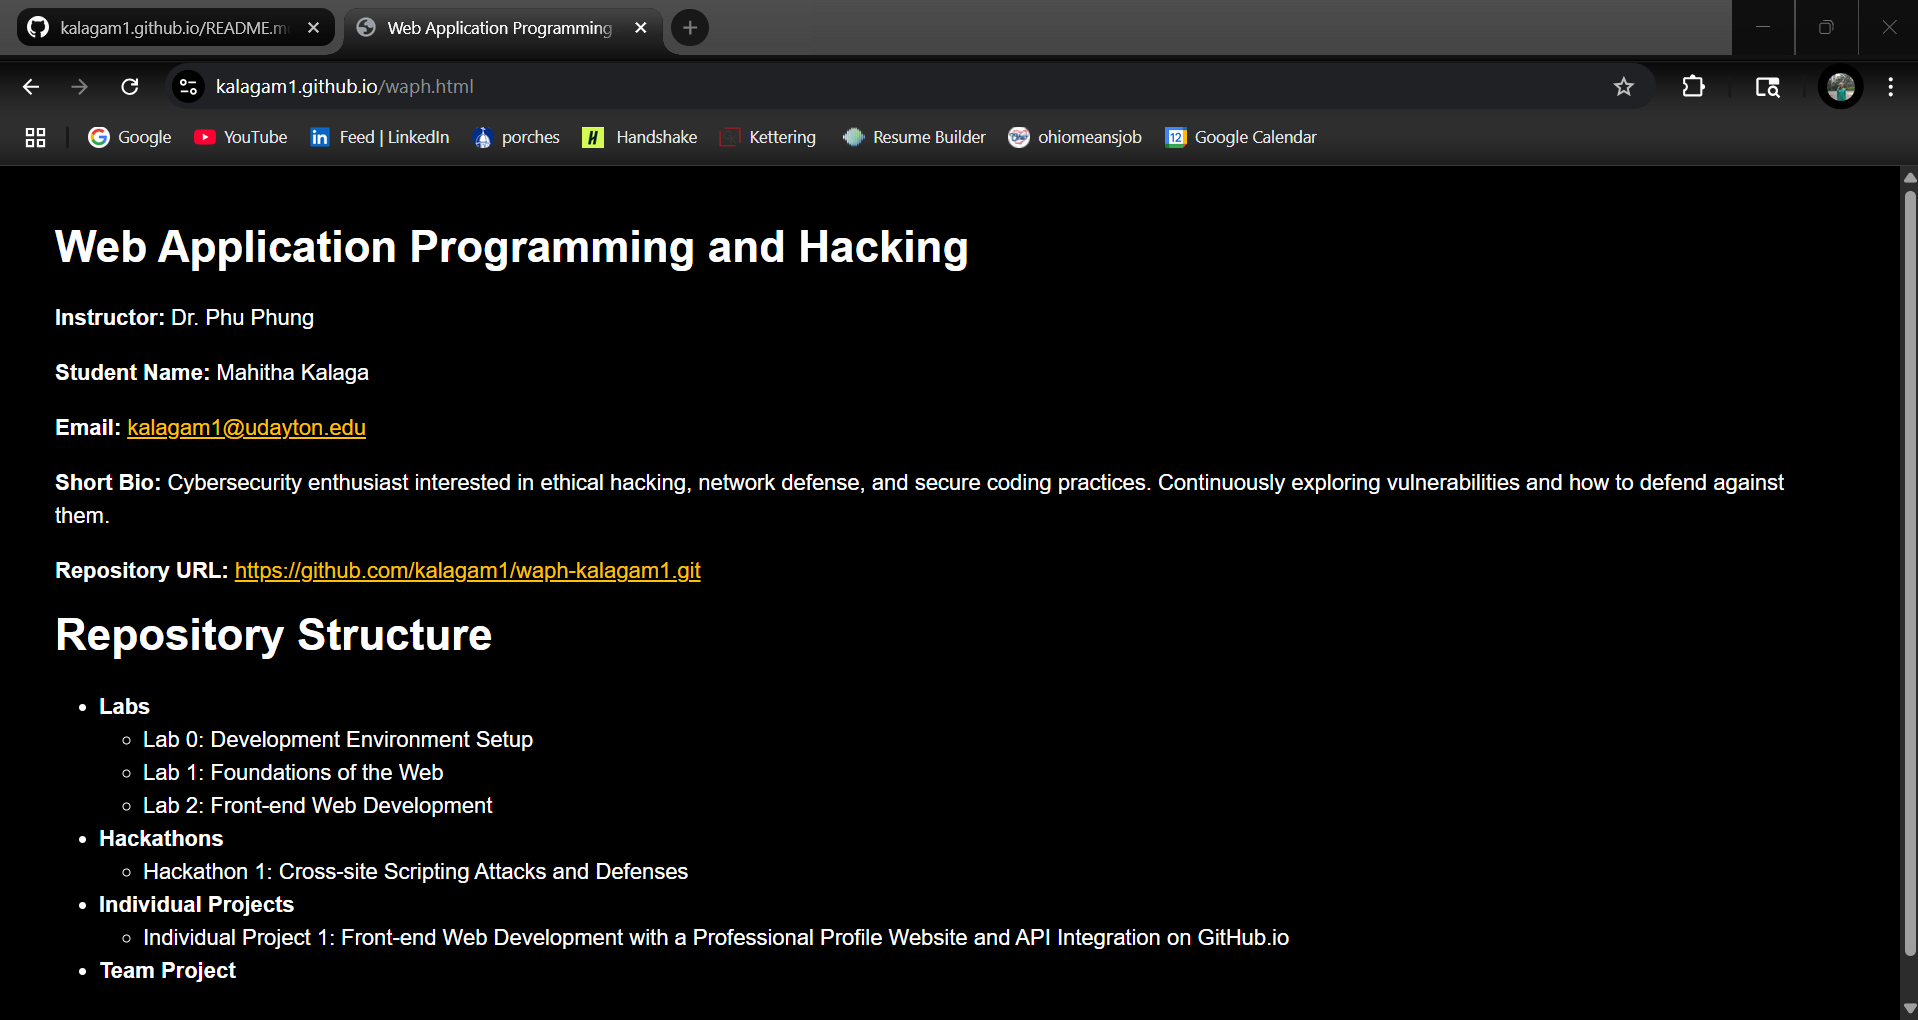 kalagam1.github.io/README.m
Web Application Programming
kalagam1.github.io/waph.html
Google
YouTube
in Feed | LinkedIn
porches
H Handshake
Kettering
Resume Builder
ohiomeansjob
12 Google Calendar
Web Application Programming and Hacking
Instructor: Dr. Phu Phung
Student Name: Mahitha Kalaga
Email: kalagam1@udayton.edu
Short Bio: Cybersecurity enthusiast interested in ethical hacking, network defense, and secure coding practices. Continuously exploring vulnerabilities and how to defend against
them.
Repository URL: https://github.com/kalagam1/waph-kalagam1.git
Repository Structure
• Labs
◦ Lab 0: Development Environment Setup
◦ Lab 1: Foundations of the Web
◦ Lab 2: Front-end Web Development
• Hackathons
◦ Hackathon 1: Cross-site Scripting Attacks and Defenses
• Individual Projects
◦ Individual Project 1: Front-end Web Development with a Professional Profile Website and API Integration on GitHub.io
• Team Project